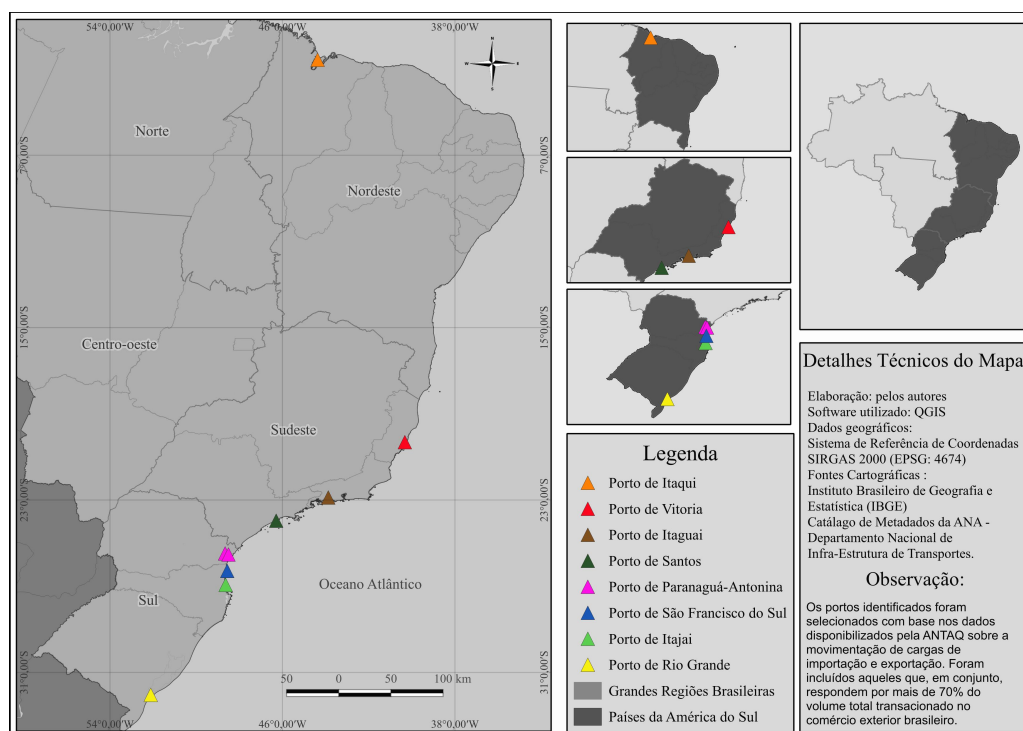 54°0,00'W
46°0,00'W
38°0,00'W
N
W
E
S
Norte
7°0,00'S
7°0,00'S
Nordeste
15°0,00'S
15°0,00'S
Centro-oeste
Sudeste
23°0,00'S
23°0,00'S
Oceano Atlântico
Sul
31°0,00'S
31°0,00'S
50 0 50 100 km
54°0,00'W
46°0,00'W
38°0,00'W
Legenda
Porto de Itaqui
Porto de Vitoria
Porto de Itaguai
Porto de Santos
Porto de Paranaguá-Antonina
Porto de São Francisco do Sul
Porto de Itajai
Porto de Rio Grande
Grandes Regiões Brasileiras
Países da América do Sul
Detalhes Técnicos do Mapa
Elaboração: pelos autores
Software utilizado: QGIS
Dados geográficos:
Sistema de Referência de Coordenadas
SIRGAS 2000 (EPSG: 4674)
Fontes Cartográficas :
Instituto Brasileiro de Geografia e
Estatística (IBGE)
Catálago de Metadados da ANA -
Departamento Nacional de
Infra-Estrutura de Transportes.
Observação:
Os portos identificados foram
selecionados com base nos dados
disponibilizados pela ANTAQ sobre a
movimentação de cargas de
importação e exportação. Foram
incluídos aqueles que, em conjunto,
respondem por mais de 70% do
volume total transacionado no
comércio exterior brasileiro.